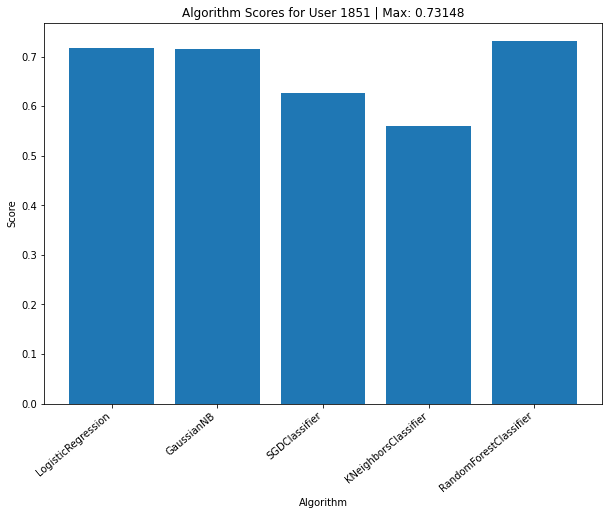 Algorithm Scores for User 1851 | Max: 0.73148
0.7
0.6
0.5
0.4
0.3
0.2
0.1
0.0
Score
LogisticRegression
GaussianNB
SGDClassifier
KNeighborsClassifier
RandomForestClassifier
Algorithm